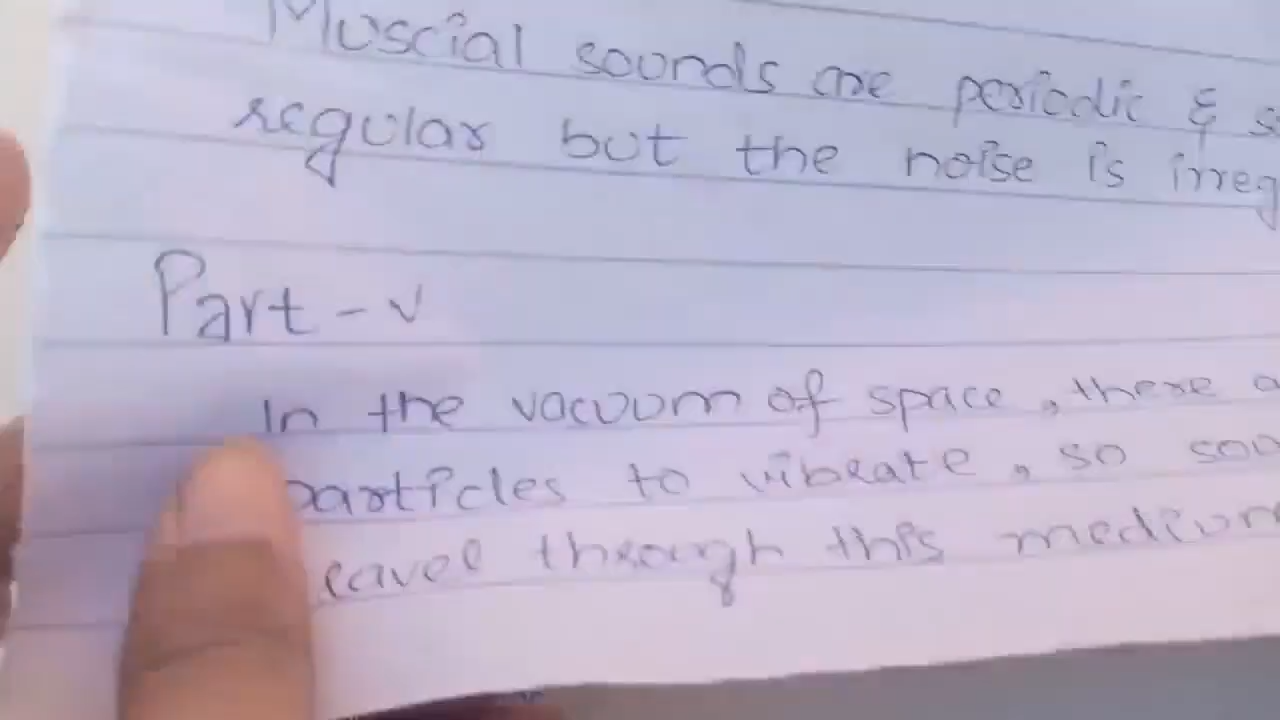 Muscial sounds are periodic &
regular but the noise is irreg
Part - v
In the vacuum of space, there
particles to vibrate, so sou
ravel through this medium